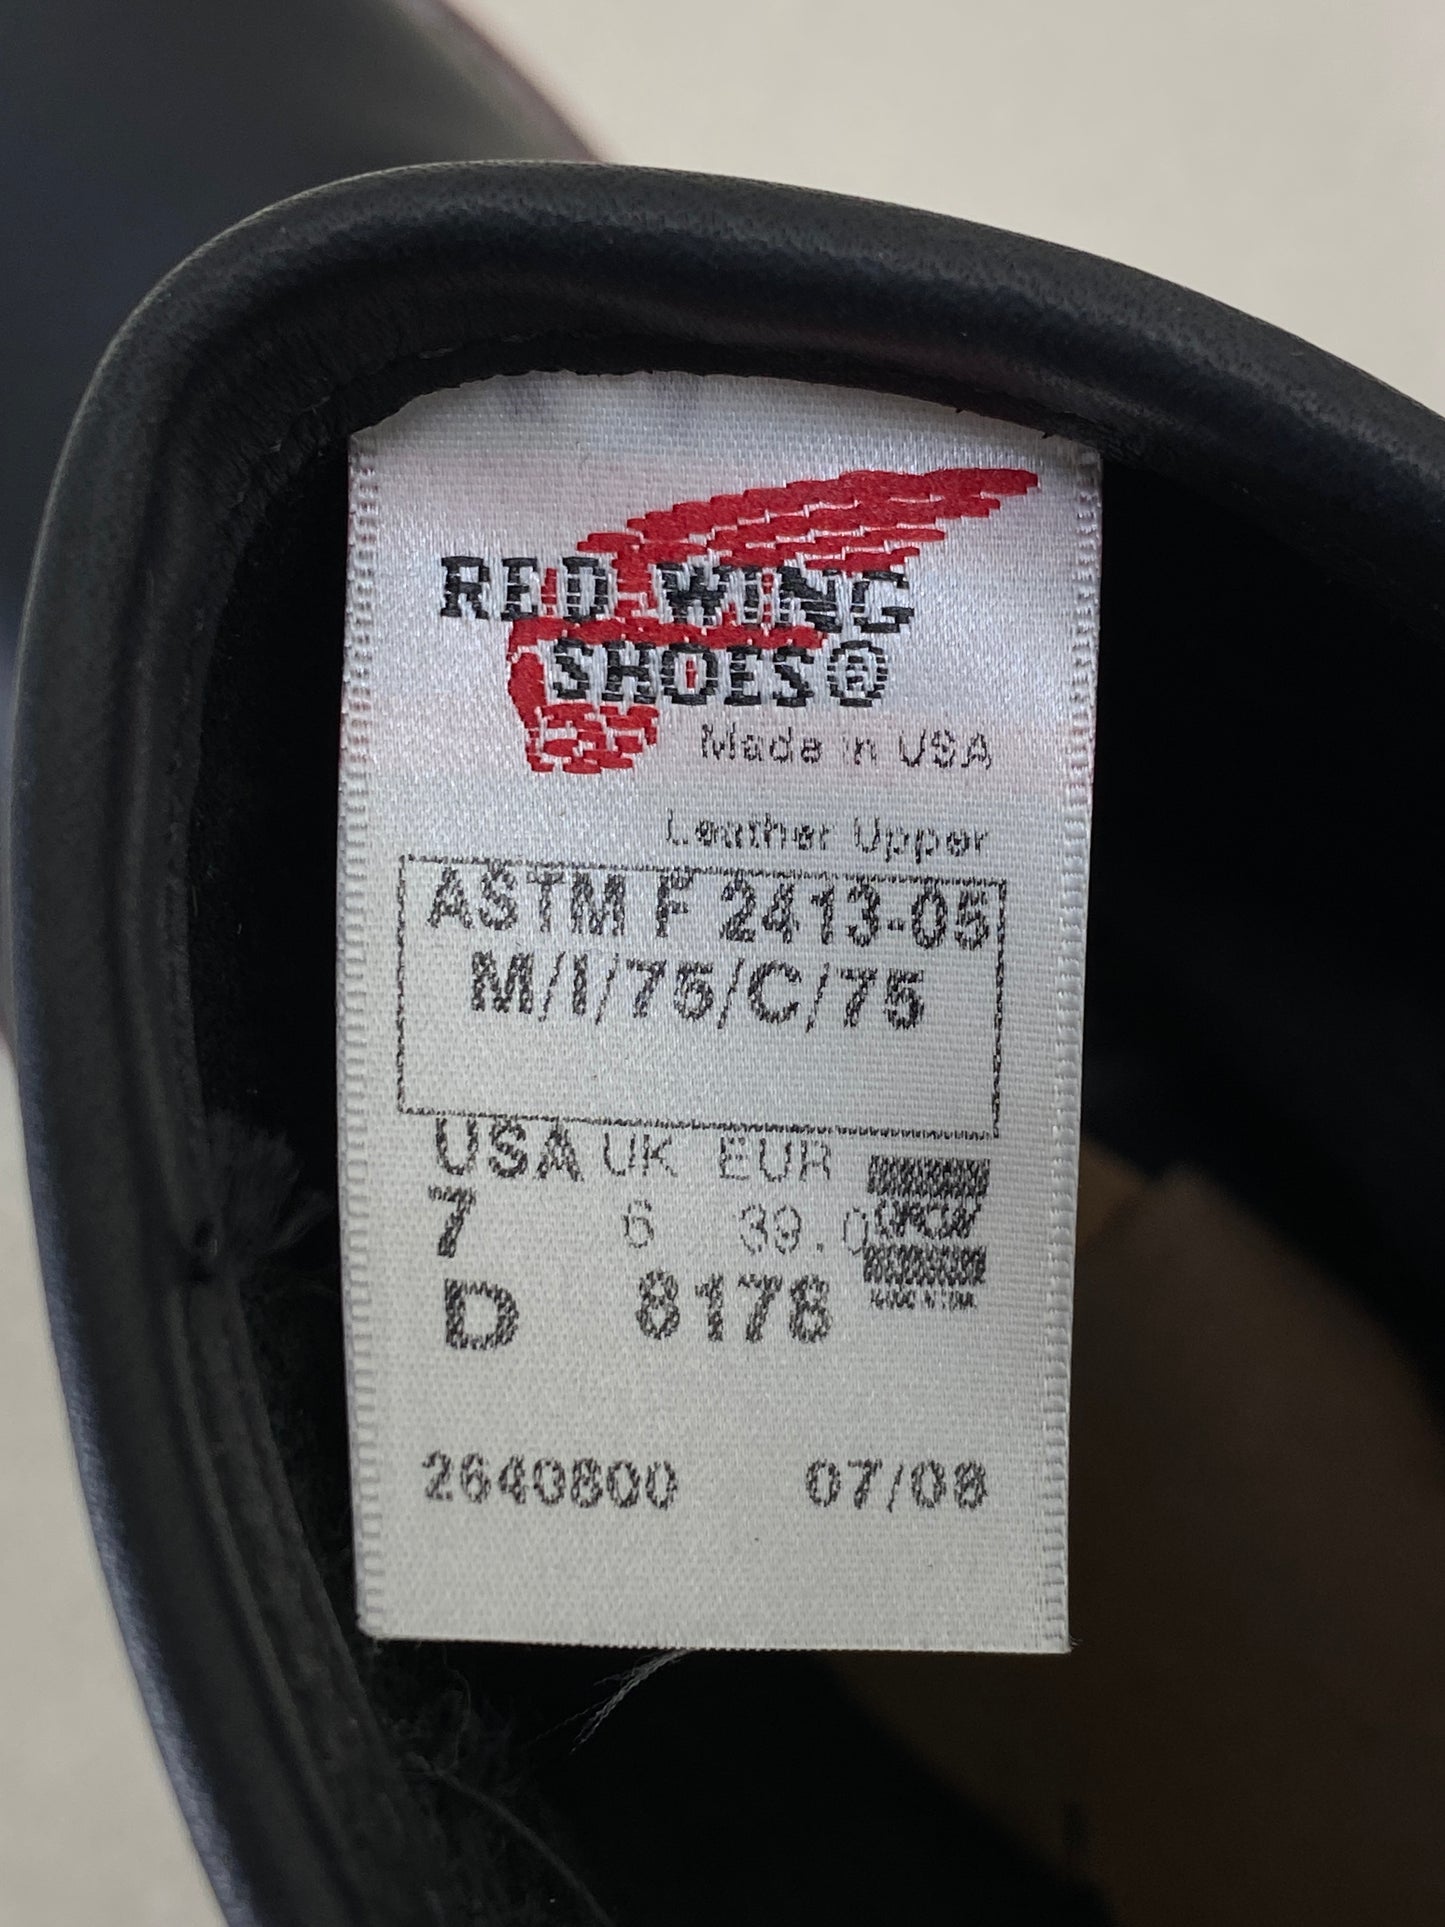 RED WING
SHOES®
Made in USA
Leather Upper
ASTM F 2413-05
M/I/75/C/75
USA UK EUR
7 6 39.0
D 8178
UFCW
2640800 07/08